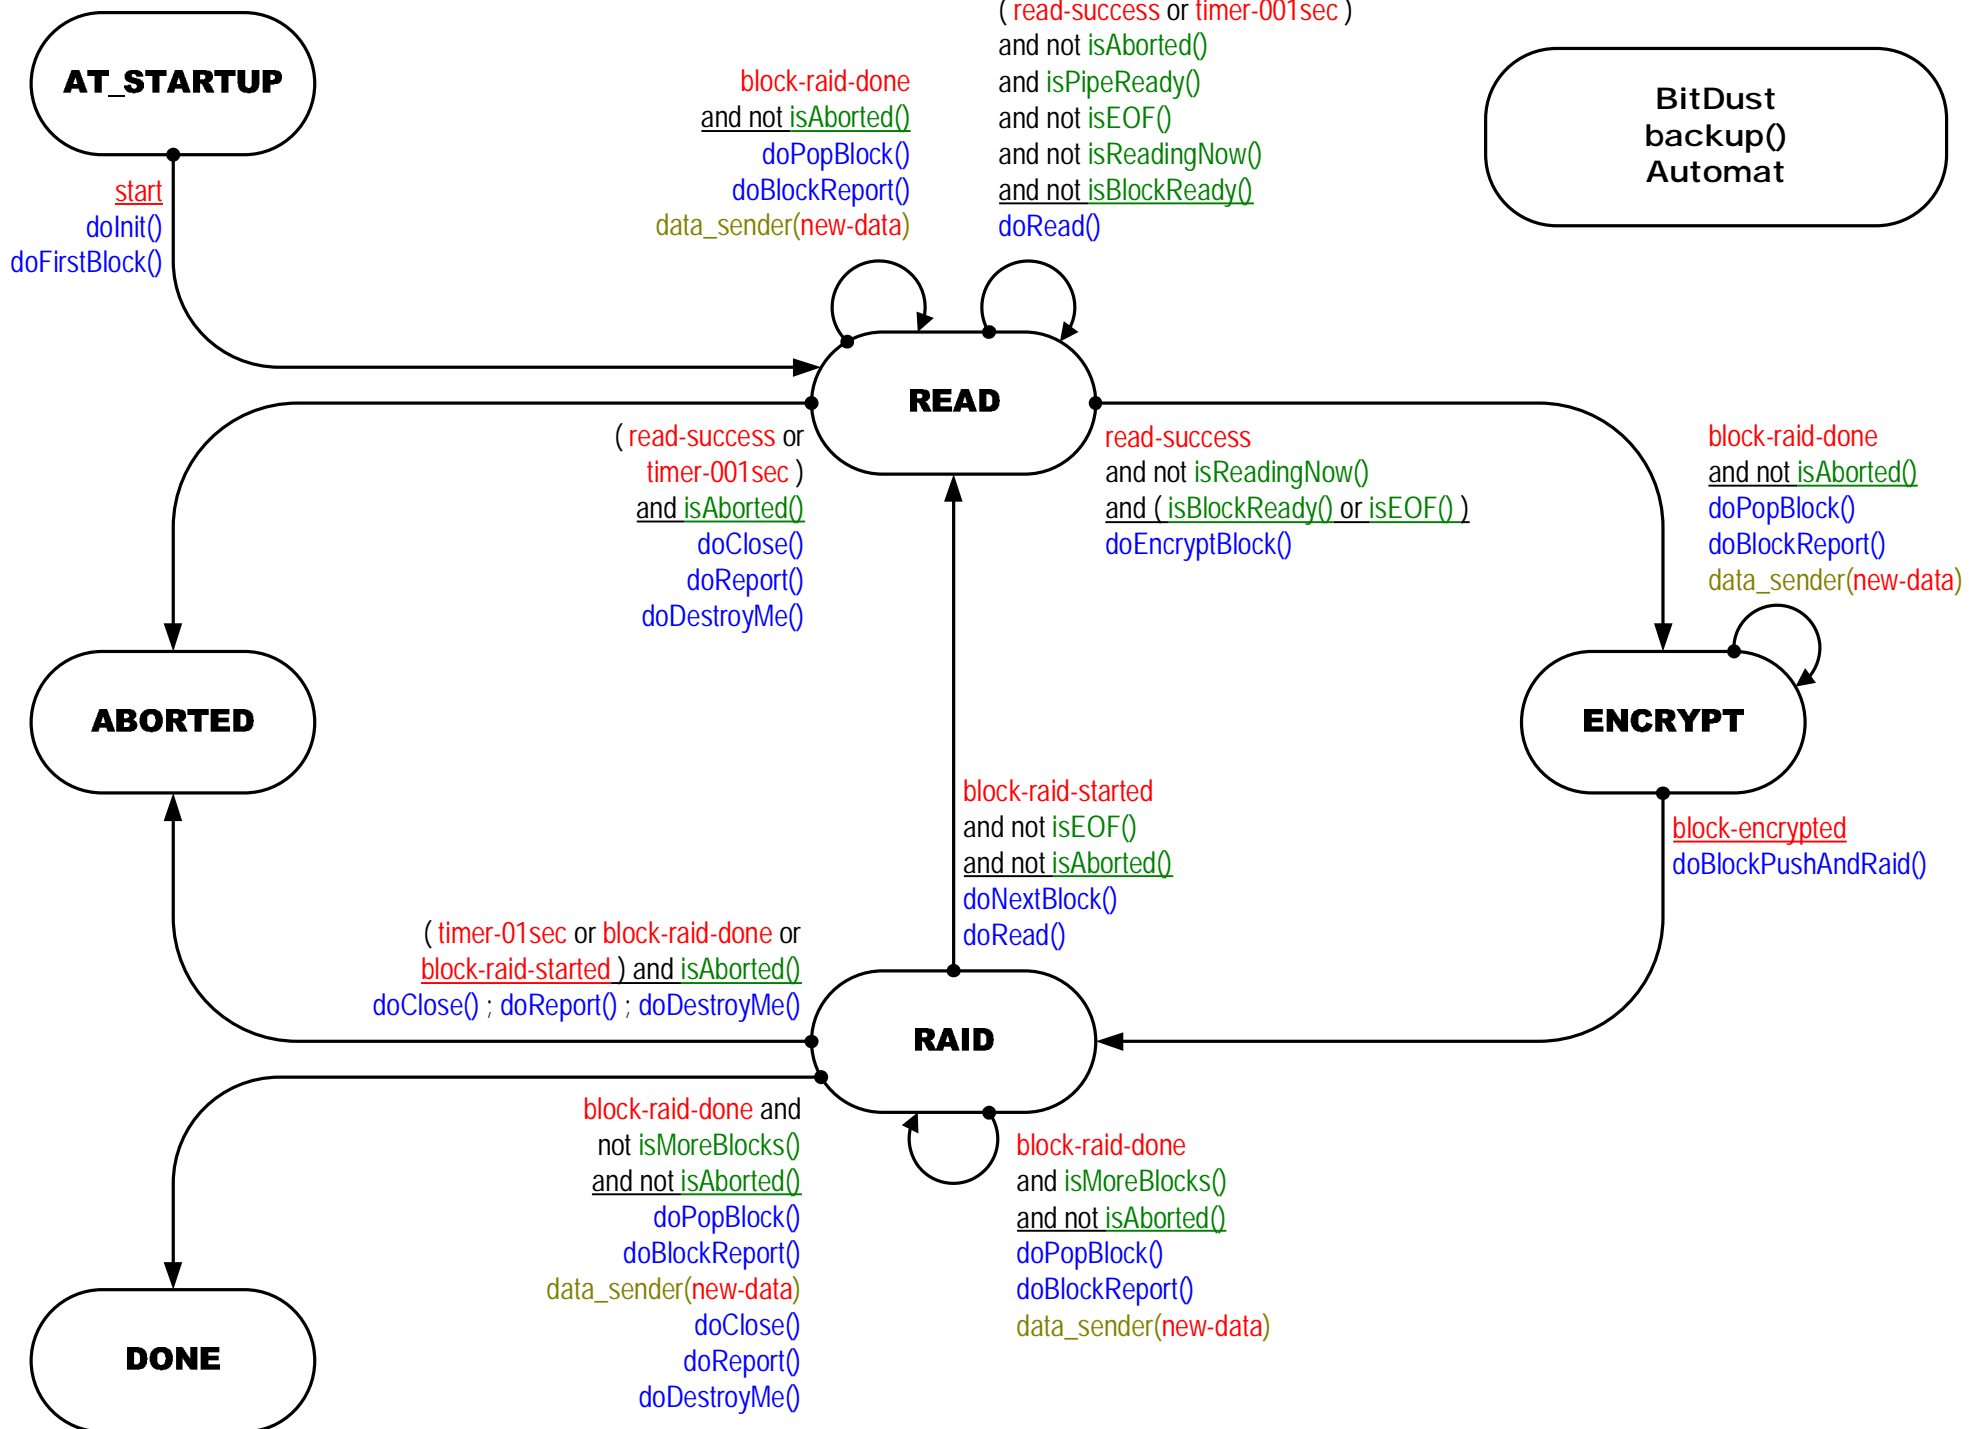 AT_STARTUP
start
doInit()
doFirstBlock()
block-raid-done
and not isAborted()
doPopBlock()
doBlockReport()
data_sender(new-data)
( read-success or timer-001sec )
and not isAborted()
and isPipeReady()
and not isEOF()
and not isReadingNow()
and not isBlockReady()
doRead()
BitDust
backup()
Automat
READ
( read-success or
timer-001sec )
and isAborted()
doClose()
doReport()
doDestroyMe()
read-success
and not isReadingNow()
and ( isBlockReady() or isEOF() )
doEncryptBlock()
block-raid-done
and not isAborted()
doPopBlock()
doBlockReport()
data_sender(new-data)
ABORTED
ENCRYPT
block-raid-started
and not isEOF()
and not isAborted()
doNextBlock()
doRead()
block-encrypted
doBlockPushAndRaid()
( timer-01sec or block-raid-done or
block-raid-started ) and isAborted()
doClose() ; doReport() ; doDestroyMe()
RAID
block-raid-done and
not isMoreBlocks()
and not isAborted()
doPopBlock()
doBlockReport()
data_sender(new-data)
doClose()
doReport()
doDestroyMe()
block-raid-done
and isMoreBlocks()
and not isAborted()
doPopBlock()
doBlockReport()
data_sender(new-data)
DONE